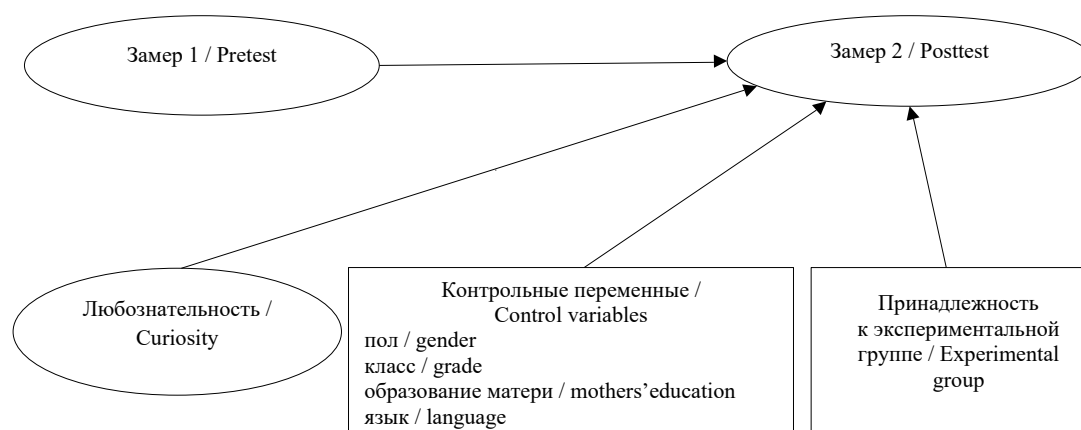 Замер 1 / Pretest
Замер 2 / Posttest
Любознательность /
Curiosity
Контрольные переменные /
Control variables
пол / gender
класс / grade
образование матери / mothers’education
язык / language
Принадлежность
к экспериментальной
группе / Experimental
group